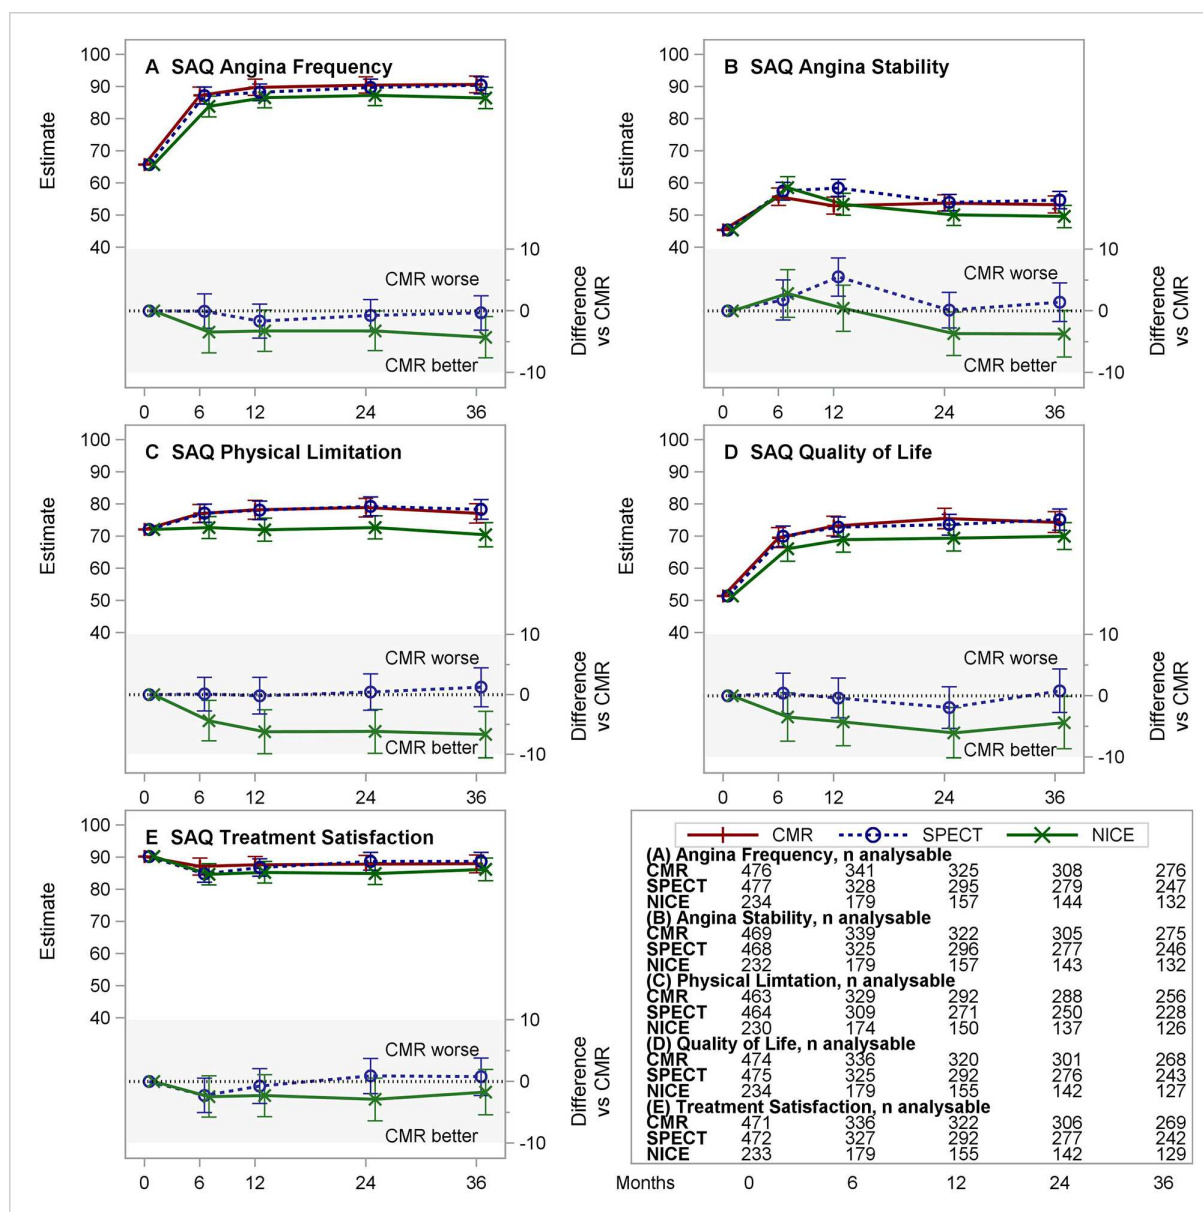 A SAQ Angina Frequency
100
90
80
70
60
50
40
Estimate
CMR worse
CMR better
10
0
-10
Difference
vs CMR
0 6 12 24 36
B SAQ Angina Stability
100
90
80
70
60
50
40
Estimate
CMR worse
CMR better
10
0
-10
Difference
vs CMR
0 6 12 24 36
C SAQ Physical Limitation
100
90
80
70
60
50
40
Estimate
CMR worse
CMR better
10
0
-10
Difference
vs CMR
0 6 12 24 36
D SAQ Quality of Life
100
90
80
70
60
50
40
Estimate
CMR worse
CMR better
10
0
-10
Difference
vs CMR
0 6 12 24 36
E SAQ Treatment Satisfaction
100
90
80
70
60
50
40
Estimate
CMR worse
CMR better
10
0
-10
Difference
vs CMR
0 6 12 24 36
CMR SPECT NICE
(A) Angina Frequency, n analysable
CMR 476 341 325 308 276
SPECT 477 328 295 279 247
NICE 234 179 157 144 132
(B) Angina Stability, n analysable
CMR 469 339 322 305 275
SPECT 468 325 296 277 246
NICE 232 179 157 143 132
(C) Physical Limtation, n analysable
CMR 463 329 292 288 256
SPECT 464 309 271 250 228
NICE 230 174 150 137 126
(D) Quality of Life, n analysable
CMR 474 336 320 301 268
SPECT 475 325 292 276 243
NICE 234 179 155 142 127
(E) Treatment Satisfaction, n analysable
CMR 471 336 322 306 269
SPECT 472 327 292 277 242
NICE 233 179 155 142 129
Months 0 6 12 24 36